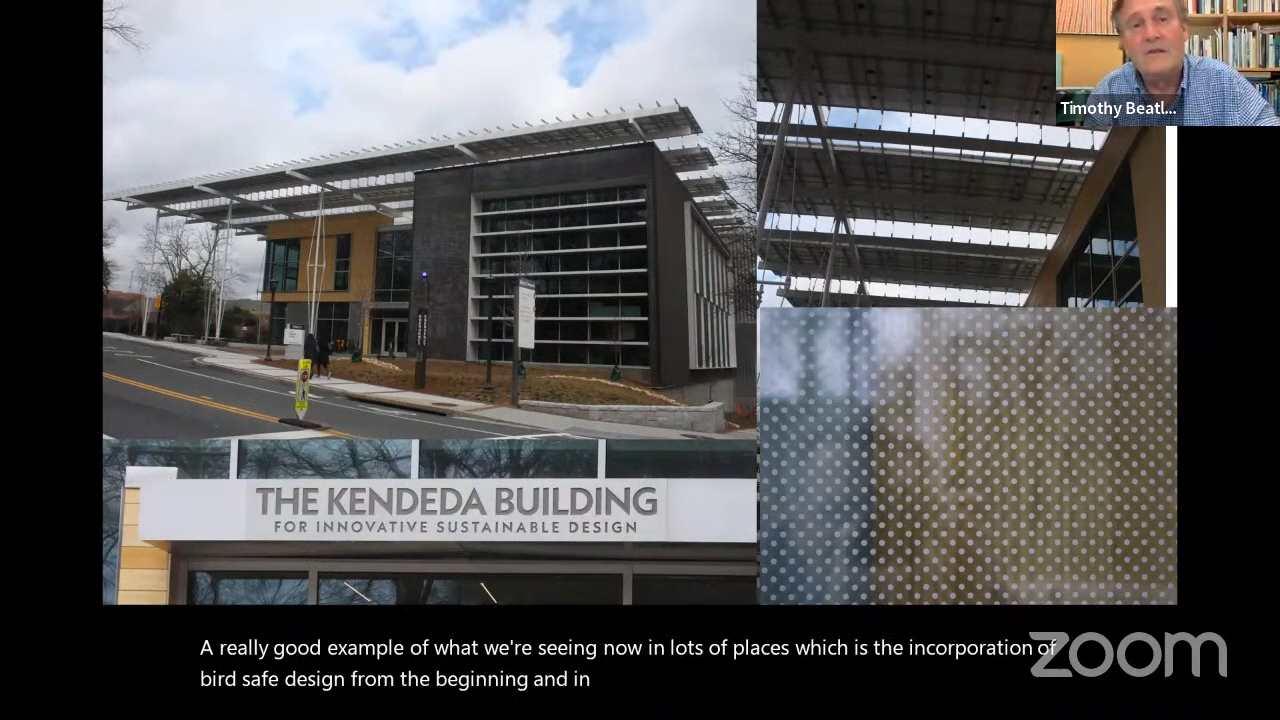 Timothy Beatl...
THE KENDEDA BUILDING
FOR INNOVATIVE SUSTAINABLE DESIGN
A really good example of what we're seeing now in lots of places which is the incorporation of
bird safe design from the beginning and in
zoom